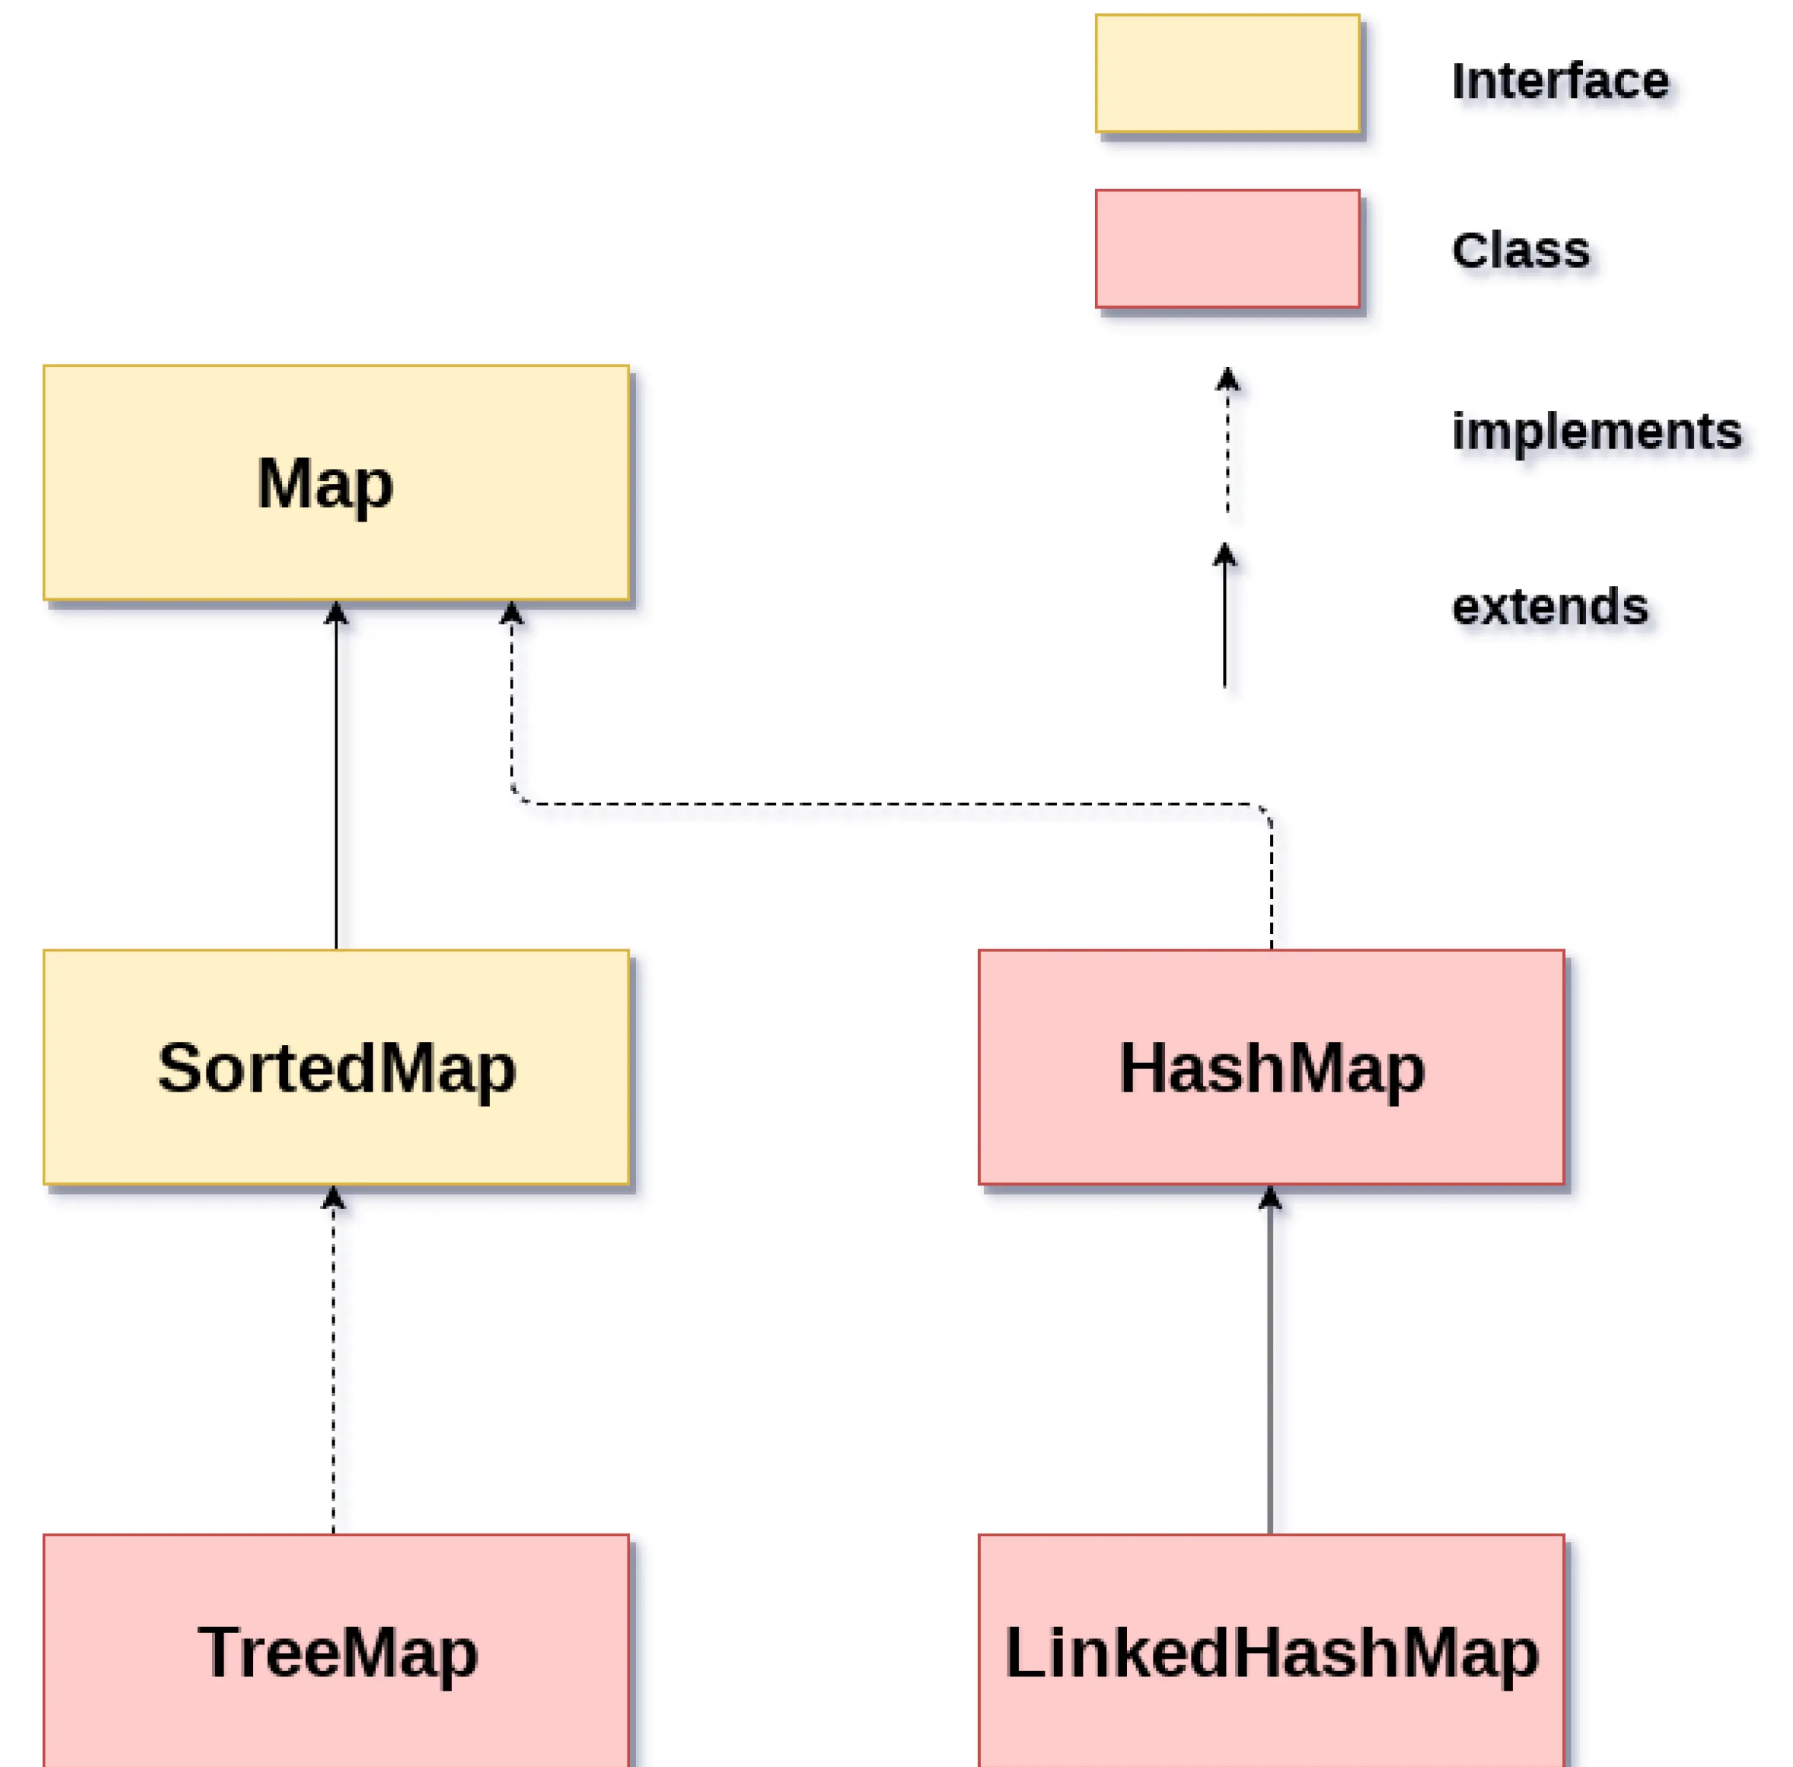 Interface
Class
implements
extends
Map
SortedMap
HashMap
TreeMap
LinkedHashMap